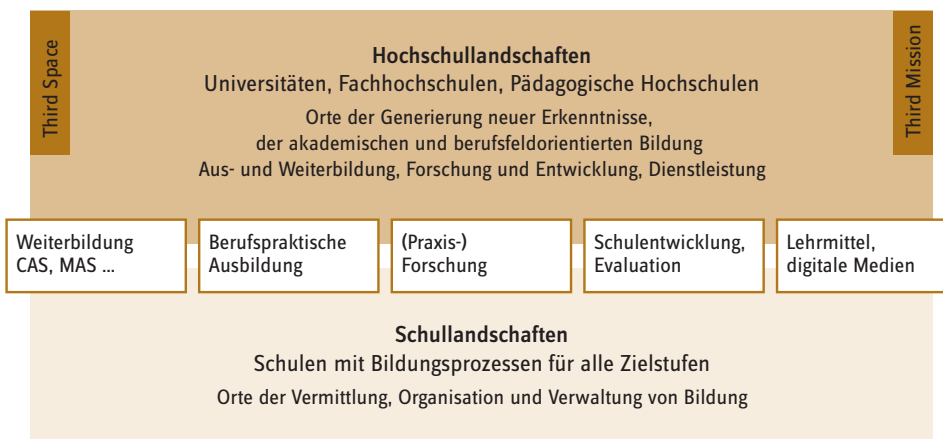 Third Space
Hochschullandschaften
Universitäten, Fachhochschulen, Pädagogische Hochschulen
Orte der Generierung neuer Erkenntnisse,
der akademischen und berufsfeldorientierten Bildung
Aus- und Weiterbildung, Forschung und Entwicklung, Dienstleistung
Third Mission
Weiterbildung
CAS, MAS ...
Berufspraktische
Ausbildung
(Praxis-)
Forschung
Schulentwicklung,
Evaluation
Lehrmittel,
digitale Medien
Schullandschaften
Schulen mit Bildungsprozessen für alle Zielstufen
Orte der Vermittlung, Organisation und Verwaltung von Bildung